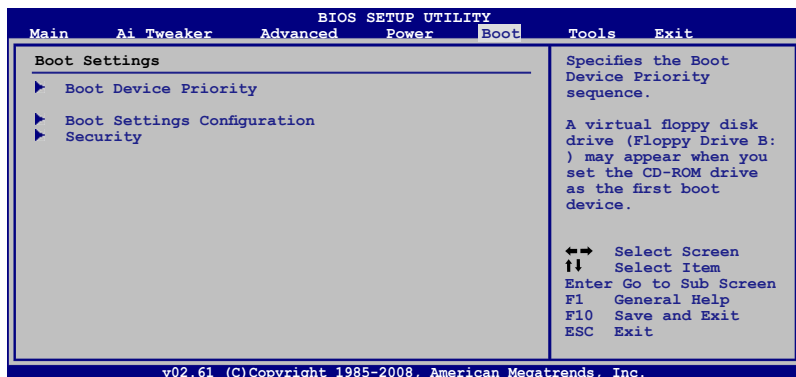 BIOS SETUP UTILITY
Main Ai Tweaker Advanced Power Boot Tools Exit
Boot Settings
Boot Device Priority
Boot Settings Configuration
Security
Specifies the Boot
Device Priority
sequence.
A virtual floppy disk
drive (Floppy Drive B:
) may appear when you
set the CD-ROM drive
as the first boot
device.
←→ Select Screen
↑↓ Select Item
Enter Go to Sub Screen
F1 General Help
F10 Save and Exit
ESC Exit
v02.61 (C)Copyright 1985-2008, American Megatrends, Inc.